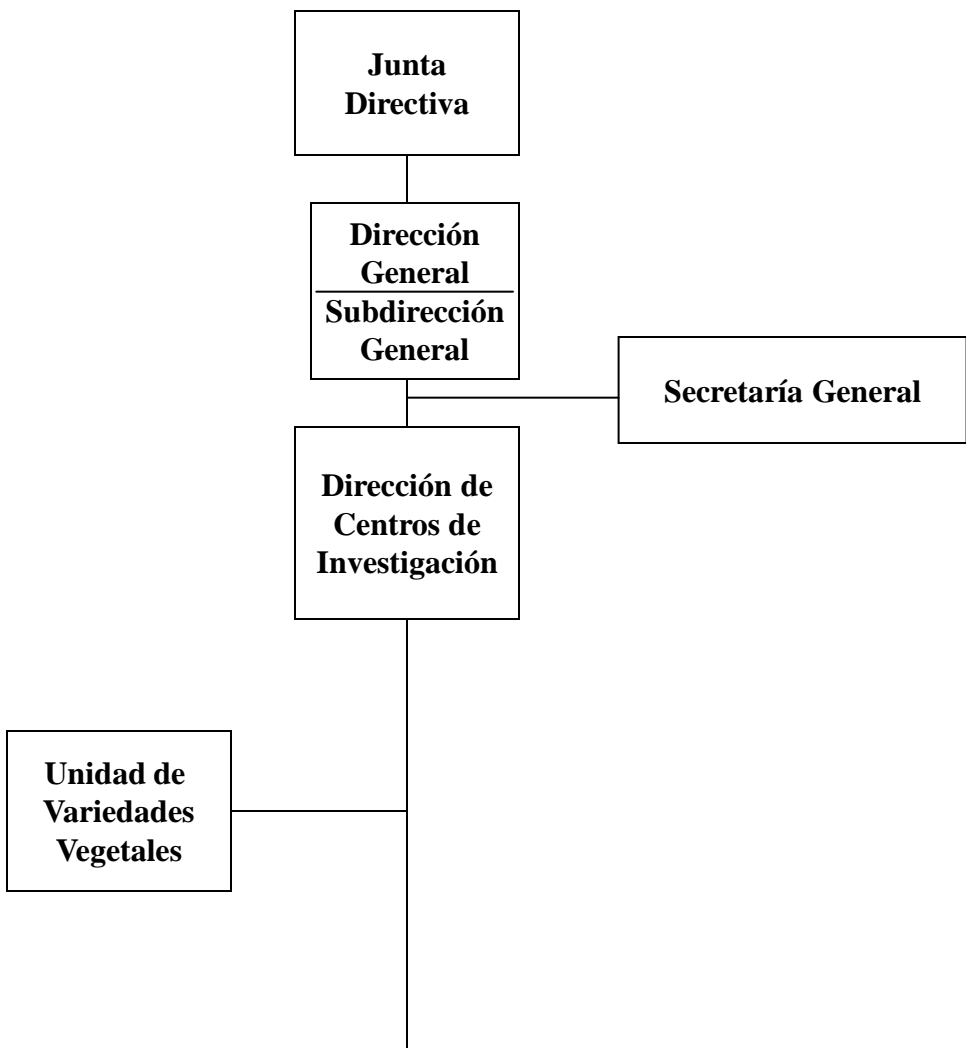 Junta
Directiva
Dirección
General
Subdirección
General
Secretaría General
Dirección de
Centros de
Investigación
Unidad de
Variedades
Vegetales